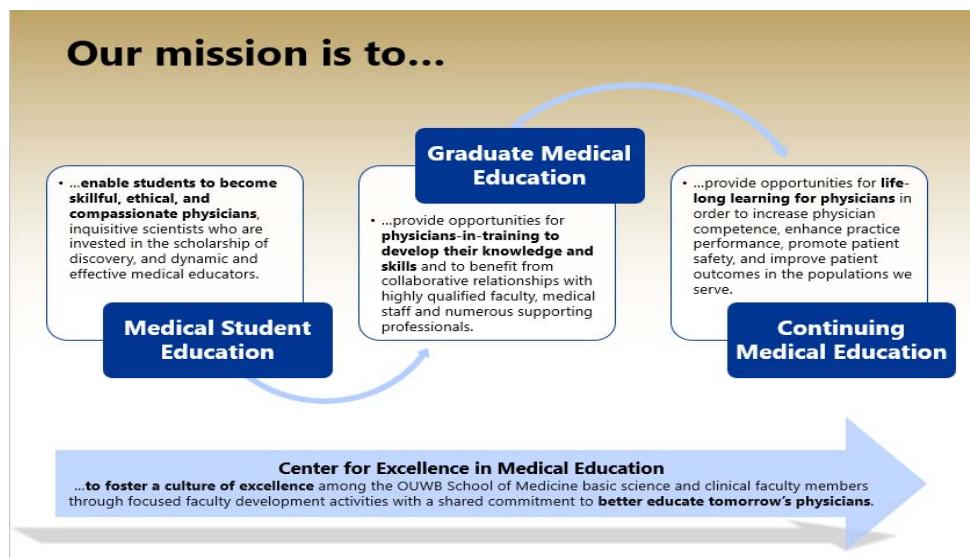 Our mission is to...
• ...enable students to become
skillful, ethical, and
compassionate physicians,
inquisitive scientists who are
invested in the scholarship of
discovery, and dynamic and
effective medical educators.
Medical Student
Education
Graduate Medical
Education
• ...provide opportunities for
physicians-in-training to
develop their knowledge and
skills and to benefit from
collaborative relationships with
highly qualified faculty, medical
staff and numerous supporting
professionals.
• ...provide opportunities for life-
long learning for physicians in
order to increase physician
competence, enhance practice
performance, promote patient
safety, and improve patient
outcomes in the populations we
serve.
Continuing
Medical Education
Center for Excellence in Medical Education
...to foster a culture of excellence among the OUWB School of Medicine basic science and clinical faculty members
through focused faculty development activities with a shared commitment to better educate tomorrow's physicians.